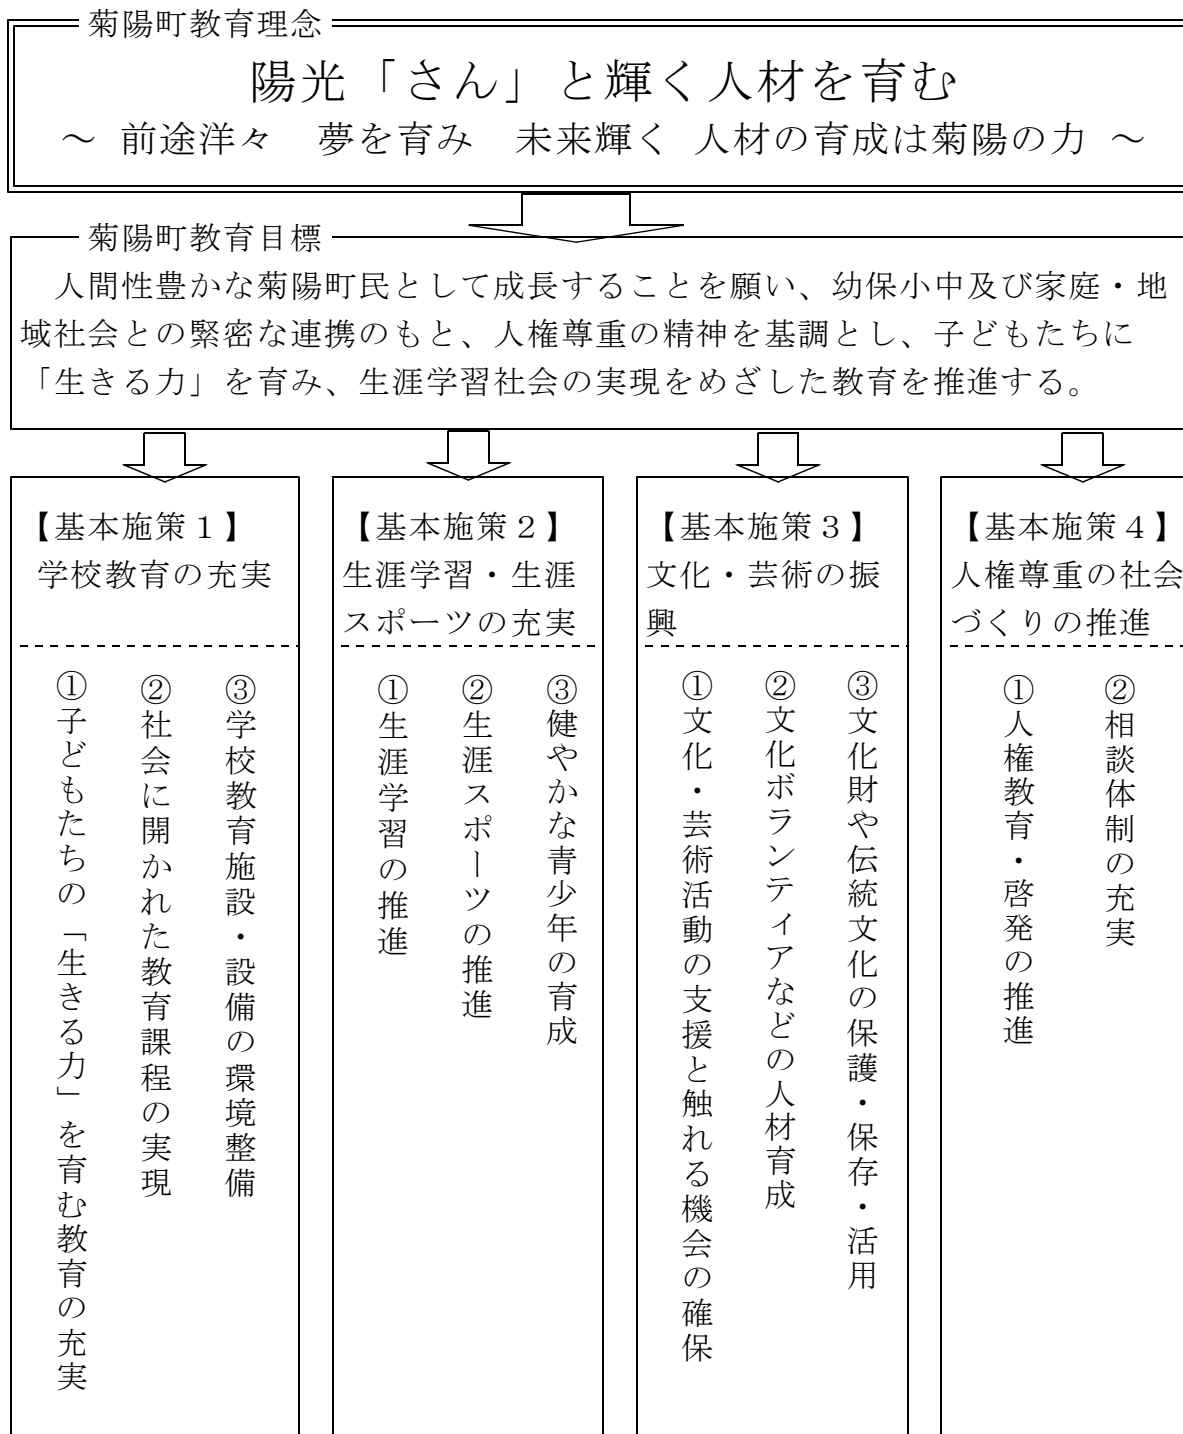 菊陽町教育理念
陽光「さん」と輝く人材を育む
～ 前途洋々　夢を育み　未来輝く 人材の育成は菊陽の力 ～
菊陽町教育目標
　人間性豊かな菊陽町民として成長することを願い、幼保小中及び家庭・地
域社会との緊密な連携のもと、人権尊重の精神を基調とし、子どもたちに
「生きる力」を育み、生涯学習社会の実現をめざした教育を推進する。
【基本施策１】
学校教育の充実
①子どもたちの「生きる力」を育む教育の充実
②社会に開かれた教育課程の実現
③学校教育施設・設備の環境整備
【基本施策２】
生涯学習・生涯
スポーツの充実
①生涯学習の推進
②生涯スポーツの推進
③健やかな青少年の育成
【基本施策３】
文化・芸術の振
興
①文化・芸術活動の支援と触れる機会の確保
②文化ボランティアなどの人材育成
③文化財や伝統文化の保護・保存・活用
【基本施策４】
人権尊重の社会
づくりの推進
①人権教育・啓発の推進
②相談体制の充実